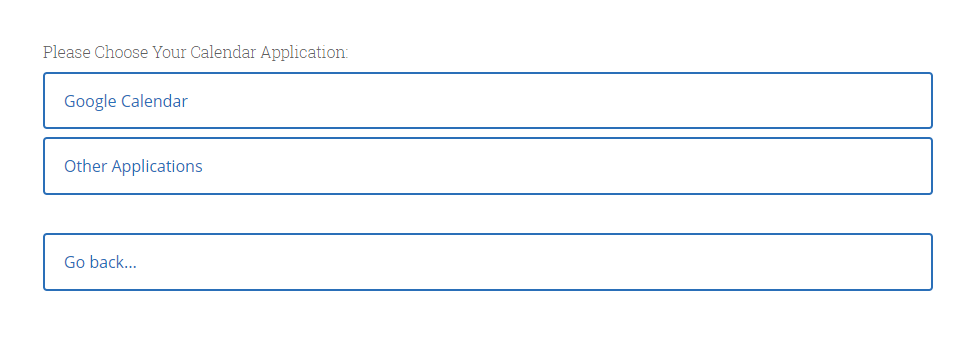 Please Choose Your Calendar Application:
Google Calendar
Other Applications
Go back...